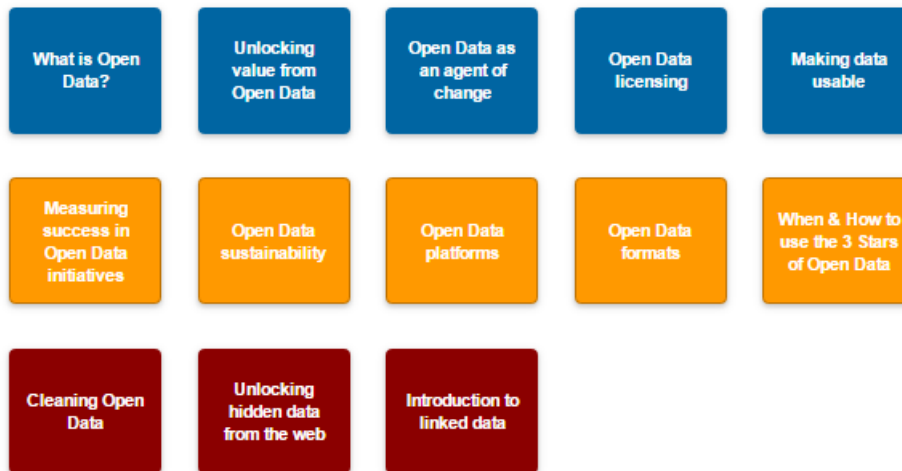 What is Open
Data?
Unlocking
value from
Open Data
Open Data as
an agent of
change
Open Data
licensing
Making data
usable
Measuring
success in
Open Data
initiatives
Open Data
sustainability
Open Data
platforms
Open Data
formats
When & How to
use the 3 Stars
of Open Data
Cleaning Open
Data
Unlocking
hidden data
from the web
Introduction to
linked data